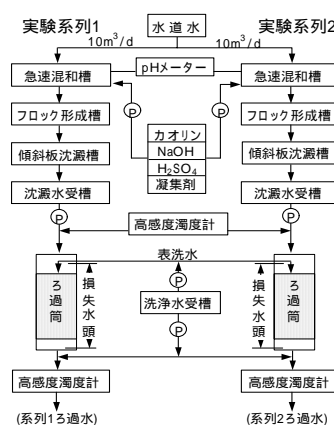 実験系列1
水道水
実験系列2
10m³/d
10m³/d
急速混和槽
pHメーター
急速混和槽
P
P
フロック形成槽
カオリン
NaOH
H₂SO₄
凝集剤
フロック形成槽
傾斜板沈澱槽
傾斜板沈澱槽
沈澱水受槽
沈澱水受槽
P
高感度濁度計
P
表洗水
ろ過筒
損失水頭
P
洗浄水受槽
P
損失水頭
ろ過筒
高感度濁度計
高感度濁度計
(系列1ろ過水)
(系列2ろ過水)